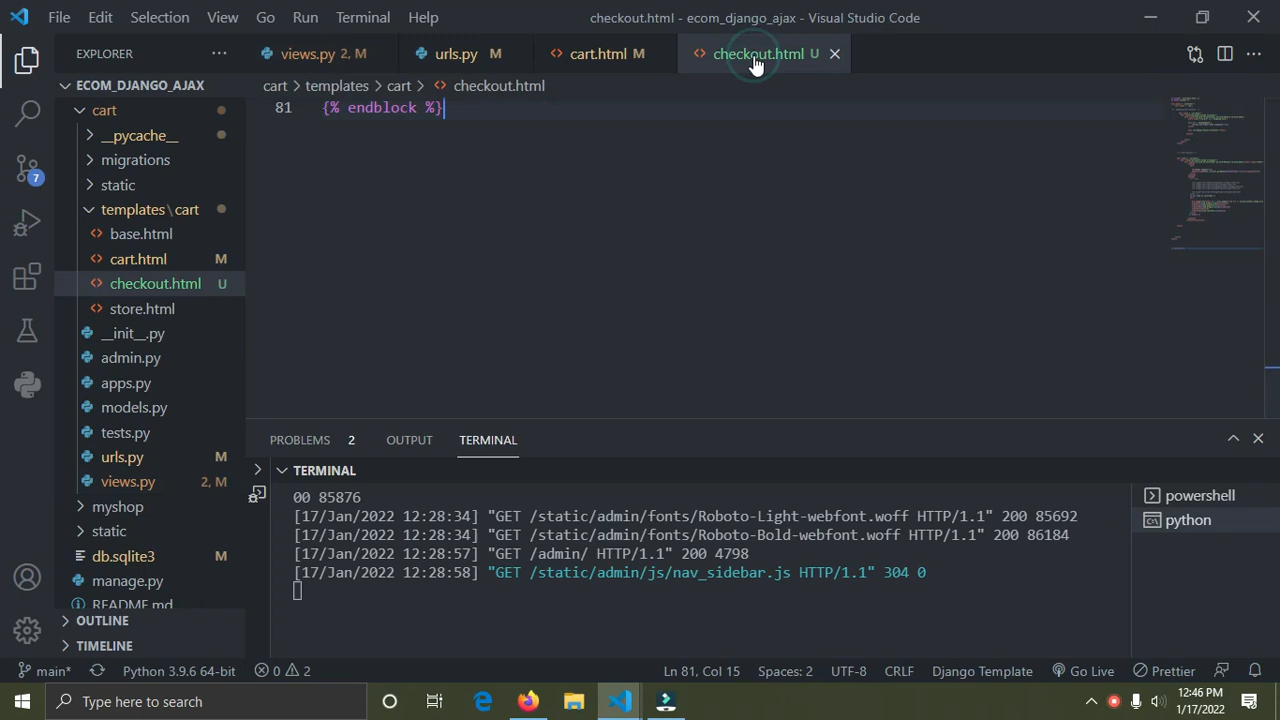 File Edit Selection View Go Run Terminal Help checkout.html - ecom_django_ajax - Visual Studio Code
EXPLORER
views.py 2, M
urls.py M
cart.html M
checkout.html U
ECOM_DJANGO_AJAX
cart > templates > cart > checkout.html
cart
81 {% endblock %}
__pycache__
migrations
static
templates\cart
base.html
cart.html M
checkout.html U
store.html
__init__.py
admin.py
apps.py
models.py
tests.py
urls.py M
views.py 2, M
myshop
static
db.sqlite3 M
manage.py
README.md
OUTLINE
TIMELINE
7
PROBLEMS 2 OUTPUT TERMINAL
TERMINAL
00 85876
[17/Jan/2022 12:28:34] "GET /static/admin/fonts/Roboto-Light-webfont.woff HTTP/1.1" 200 85692
[17/Jan/2022 12:28:34] "GET /static/admin/fonts/Roboto-Bold-webfont.woff HTTP/1.1" 200 86184
[17/Jan/2022 12:28:57] "GET /admin/ HTTP/1.1" 200 4798
[17/Jan/2022 12:28:58] "GET /static/admin/js/nav_sidebar.js HTTP/1.1" 304 0
powershell
python
main* Python 3.9.6 64-bit 0 2 Ln 81, Col 15 Spaces: 2 UTF-8 CRLF Django Template Go Live Prettier
Type here to search
12:46 PM
1/17/2022